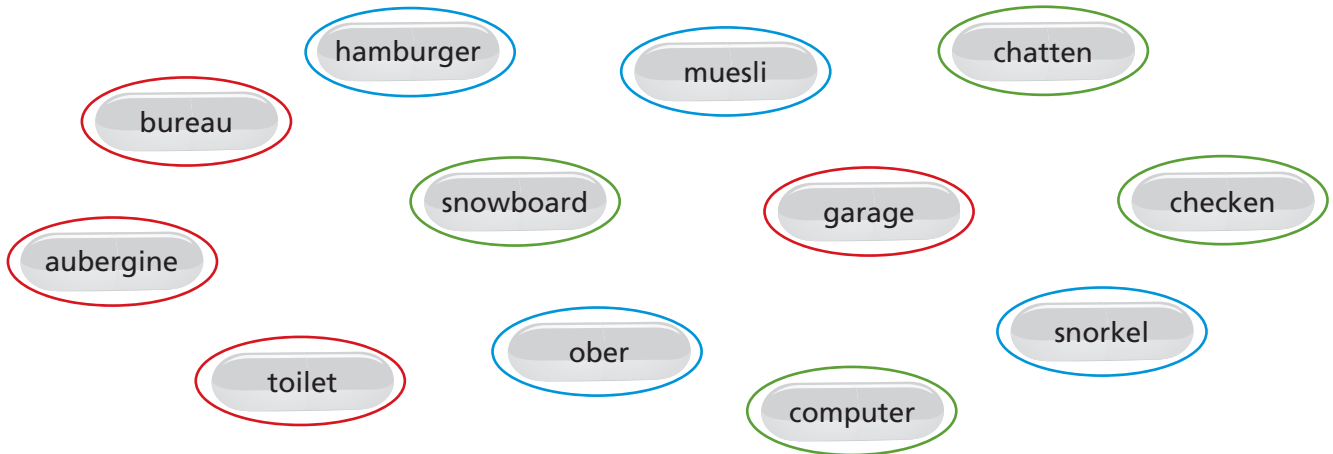 hamburger
muesli
chatten
bureau
snowboard
garage
checken
aubergine
ober
snorkel
toilet
computer